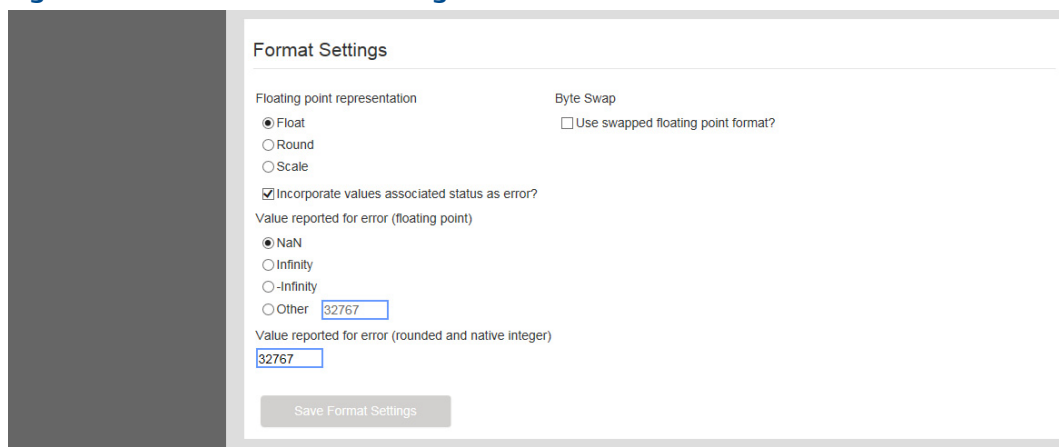 Format Settings
Floating point representation
Float
Round
Scale
Incorporate values associated status as error?
Value reported for error (floating point)
NaN
Infinity
-Infinity
Other 32767
Value reported for error (rounded and native integer)
32767
Save Format Settings
Byte Swap
Use swapped floating point format?